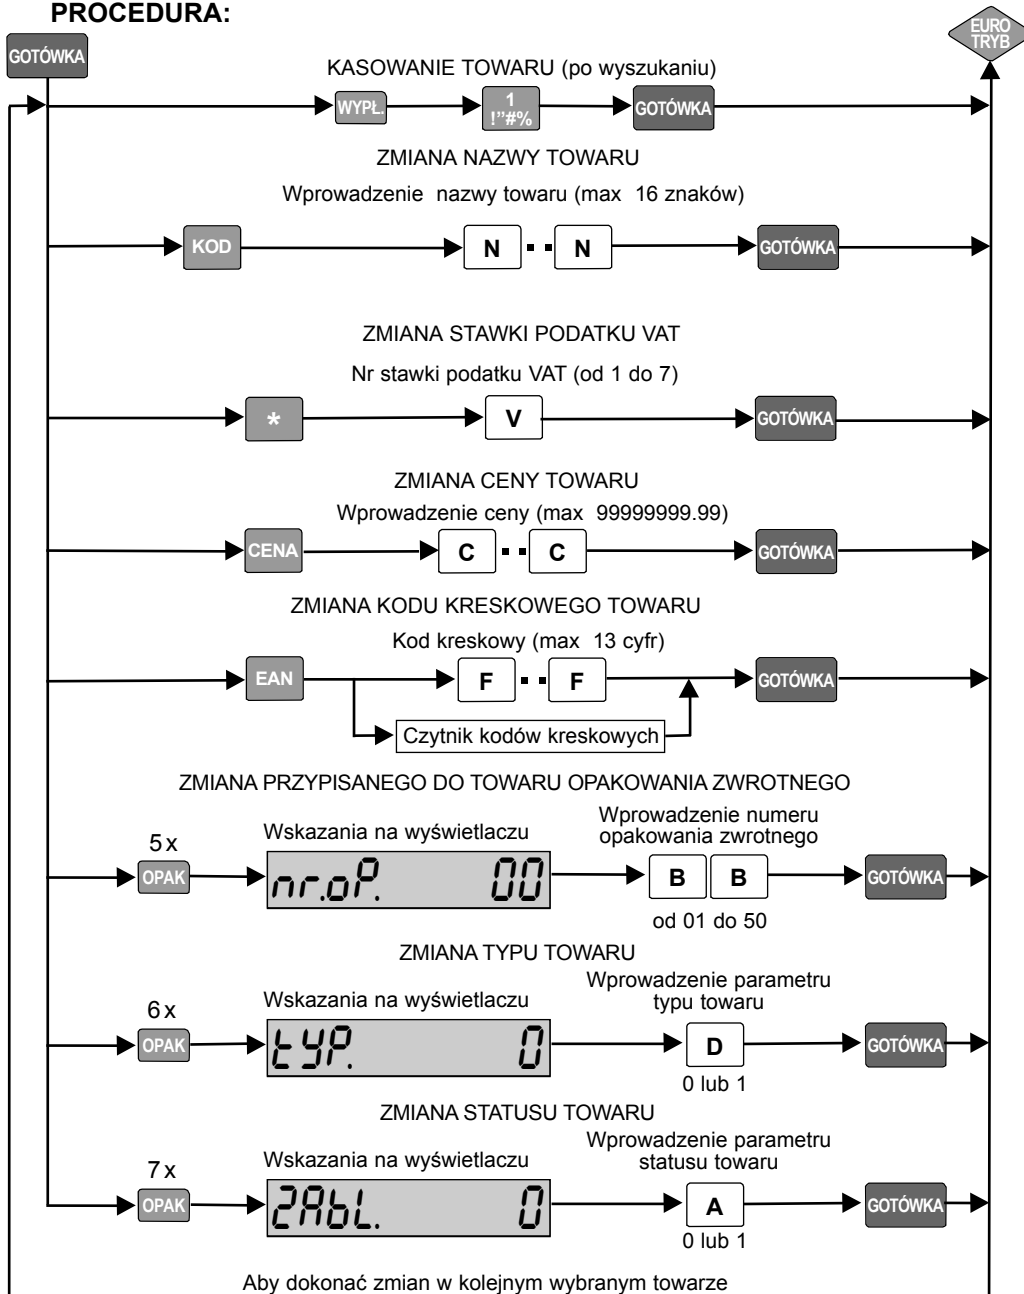 PROCEDURA:
EURO
TRYB
GOTÓWKA
KASOWANIE TOWARU (po wyszukaniu)
WYPŁ. 1 !"#% GOTÓWKA
ZMIANA NAZWY TOWARU
Wprowadzenie nazwy towaru (max 16 znaków)
KOD N ▪ ▪ N GOTÓWKA
ZMIANA STAWKI PODATKU VAT
Nr stawki podatku VAT (od 1 do 7)
* V GOTÓWKA
ZMIANA CENY TOWARU
Wprowadzenie ceny (max 99999999.99)
CENA C ▪ ▪ C GOTÓWKA
ZMIANA KODU KRESKOWEGO TOWARU
Kod kreskowy (max 13 cyfr)
EAN F ▪ ▪ F GOTÓWKA
Czytnik kodów kreskowych
ZMIANA PRZYPISANEGO DO TOWARU OPAKOWANIA ZWROTNEGO
Wprowadzenie numeru
opakowania zwrotnego
Wskazania na wyświetlaczu
5x
OPAK nr.oP. 00 B B GOTÓWKA
od 01 do 50
ZMIANA TYPU TOWARU
Wprowadzenie parametru
typu towaru
Wskazania na wyświetlaczu
6x
OPAK tYP. 0 D GOTÓWKA
0 lub 1
ZMIANA STATUSU TOWARU
Wprowadzenie parametru
statusu towaru
Wskazania na wyświetlaczu
7x
OPAK 2AbL. 0 A GOTÓWKA
0 lub 1
Aby dokonać zmian w kolejnym wybranym towarze